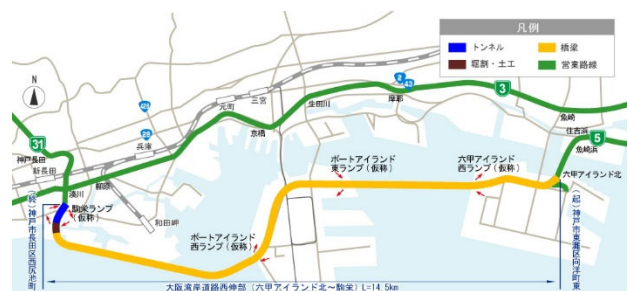 凡例
トンネル
橋梁
堀割・土工
営業路線
N
2
43
3
三宮
生田川
摩耶
元町
京橋
魚崎
住吉浜
5
魚崎浜
428
28
兵庫
31
神戸長田
新長田
柳原
湊川
駒栄ランプ
(仮称)
和田岬
ポートアイランド
東ランプ(仮称)
六甲アイランド
西ランプ(仮称)
六甲アイランド北
ポートアイランド
西ランプ(仮称)
(終)神戸市長田区西尻池町
(起)神戸市東灘区向洋町東
大阪湾岸道路西伸部(六甲アイランド北〜駒栄)L=14.5km